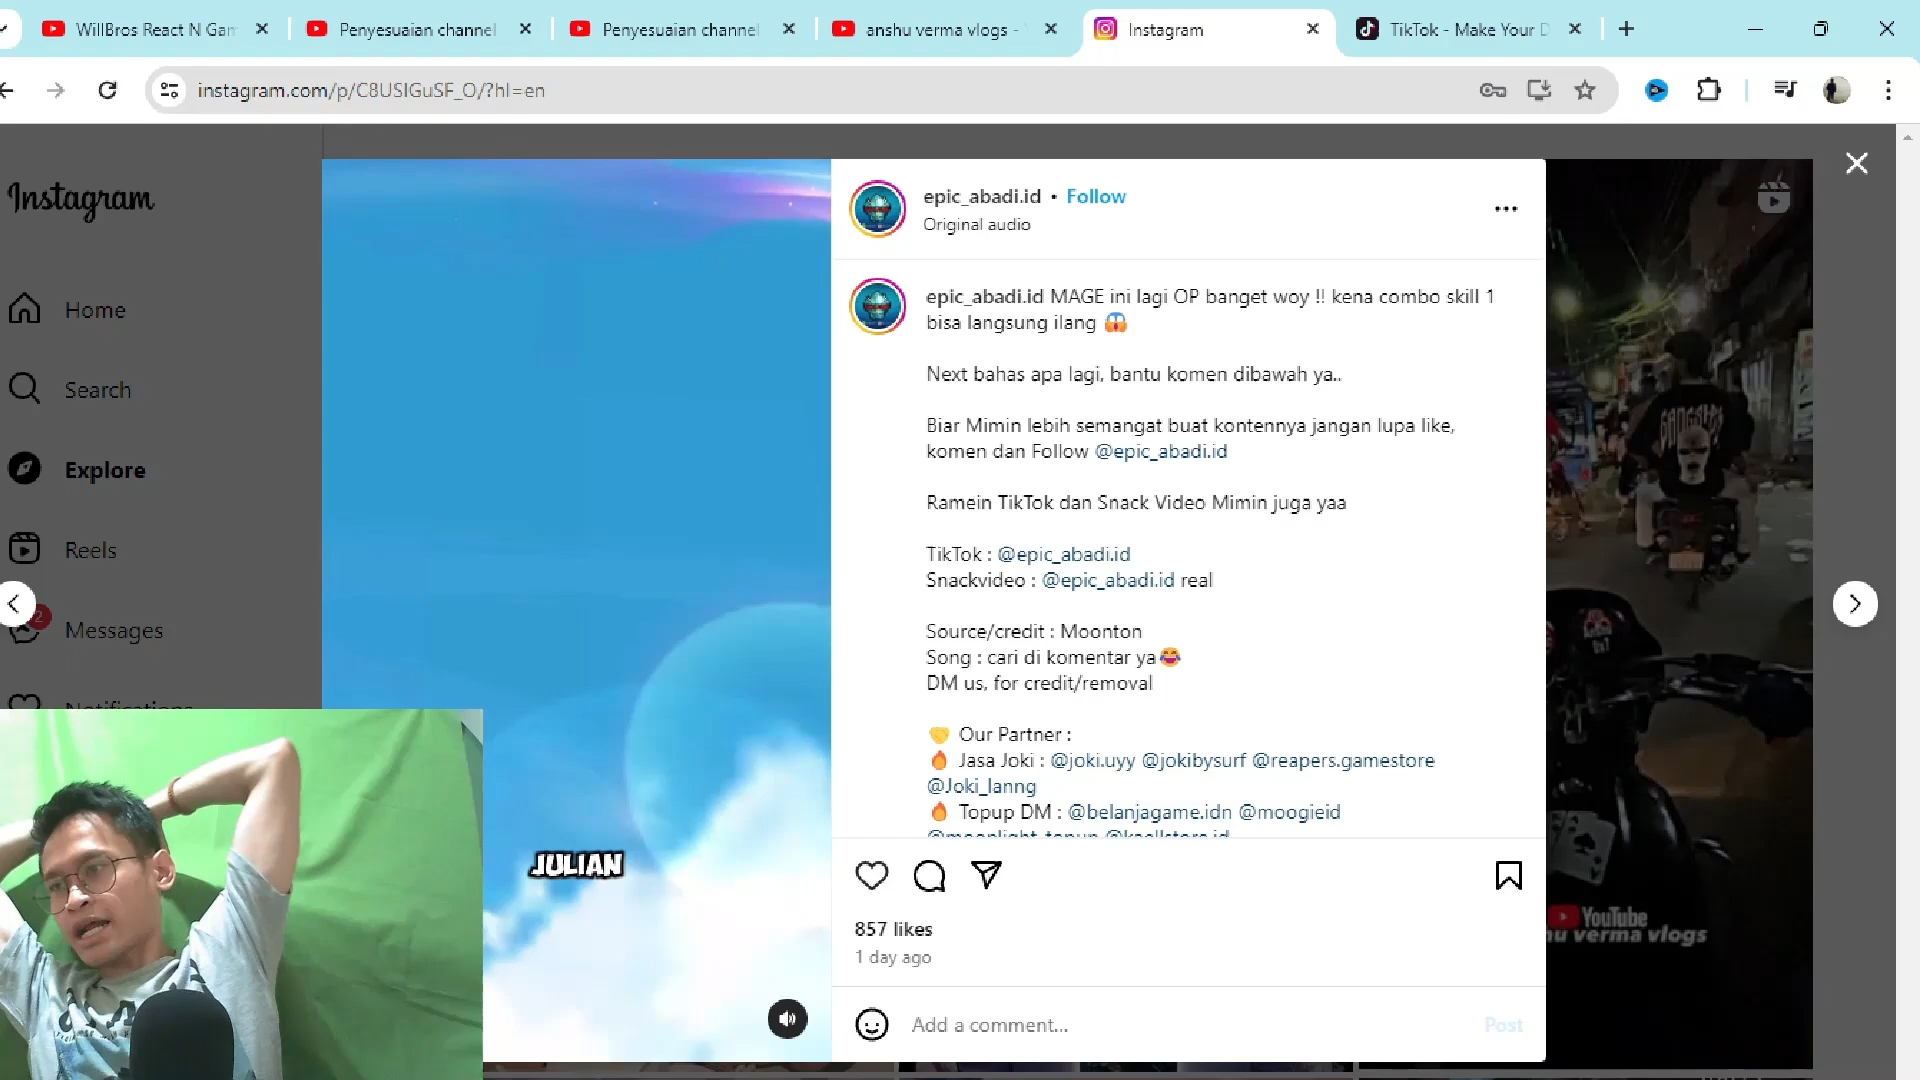 WillBros React N Gam
Penyesuaian channel
Penyesuaian channel
anshu verma vlogs -
Instagram
TikTok - Make Your D
instagram.com/p/C8USIGuSF_O/?hl=en
Instagram
Home
Search
Explore
Reels
2
Messages
Notifications
epic_abadi.id • Follow
Original audio
epic_abadi.id MAGE ini lagi OP banget woy !! kena combo skill 1
bisa langsung ilang 😱
Next bahas apa lagi, bantu komen dibawah ya..
Biar Mimin lebih semangat buat kontennya jangan lupa like,
komen dan Follow @epic_abadi.id
Ramein TikTok dan Snack Video Mimin juga yaa
TikTok : @epic_abadi.id
Snackvideo : @epic_abadi.id real
Source/credit : Moonton
Song : cari di komentar ya😂
DM us, for credit/removal
🤝 Our Partner :
🔥 Jasa Joki : @joki.uyy @jokibysurf @reapers.gamestore
@Joki_lanng
🔥 Topup DM : @belanjagame.idn @moogieid
@moonlight_topup @kaellstore.id
JULIAN
857 likes
1 day ago
Add a comment...
Post
GANGSTER
YouTube
hu verma vlogs